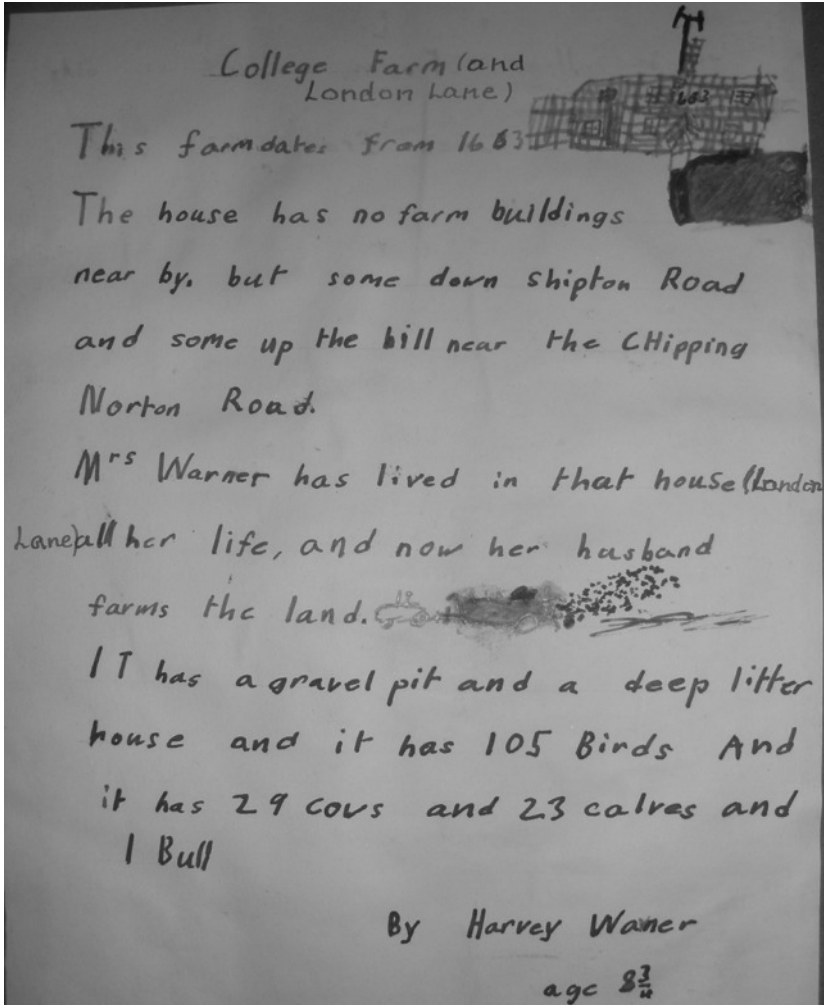 College Farm (and
London Lane)
1683
This farm dates from 1683
The house has no farm buildings
near by. but some down Shipton Road
and some up the hill near the CHipping
Norton Road.
Mrs Warner has lived in that house (London
Lane) all her life, and now her husband
farms the land.
IT has a gravel pit and a deep litter
house and it has 105 Birds And
it has 29 cows and 23 calves and
1 Bull
By Harvey Waner
age 8 3/4